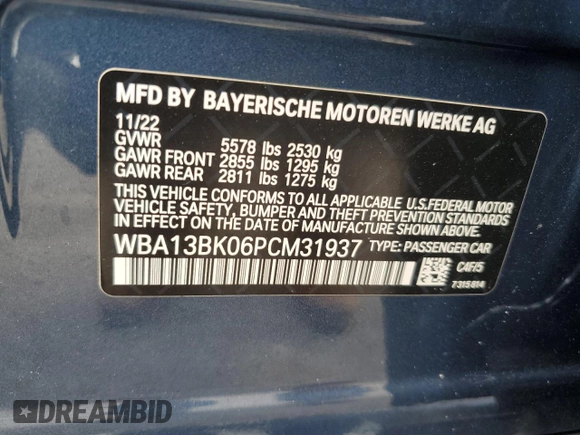 MFD BY BAYERISCHE MOTOREN WERKE AG
11/22
GVWR 5578 lbs 2530 kg
GAWR FRONT 2855 lbs 1295 kg
GAWR REAR 2811 lbs 1275 kg
THIS VEHICLE CONFORMS TO ALL APPLICABLE U.S.FEDERAL MOTOR
VEHICLE SAFETY, BUMPER AND THEFT PREVENTION STANDARDS
IN EFFECT ON THE DATE OF MANUFACTURE SHOWN ABOVE.
WBA13BK06PCM31937 TYPE: PASSENGER CAR
C4F/5
7315814
DREAMBID